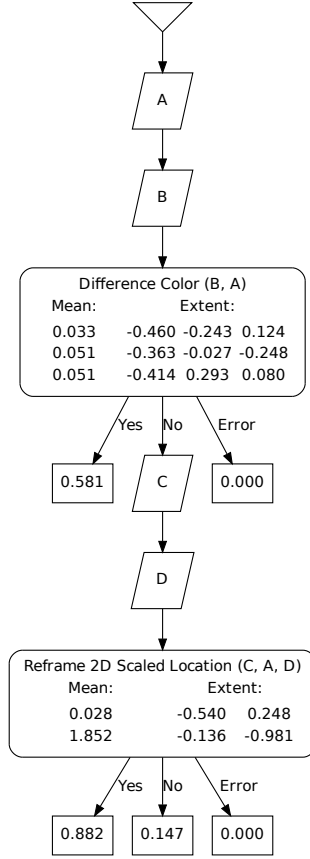 A
B
Difference Color (B, A)
Mean: Extent:
0.033 -0.460 -0.243 0.124
0.051 -0.363 -0.027 -0.248
0.051 -0.414 0.293 0.080
Yes No Error
0.581 C 0.000
D
Reframe 2D Scaled Location (C, A, D)
Mean: Extent:
0.028 -0.540 0.248
1.852 -0.136 -0.981
Yes No Error
0.882 0.147 0.000